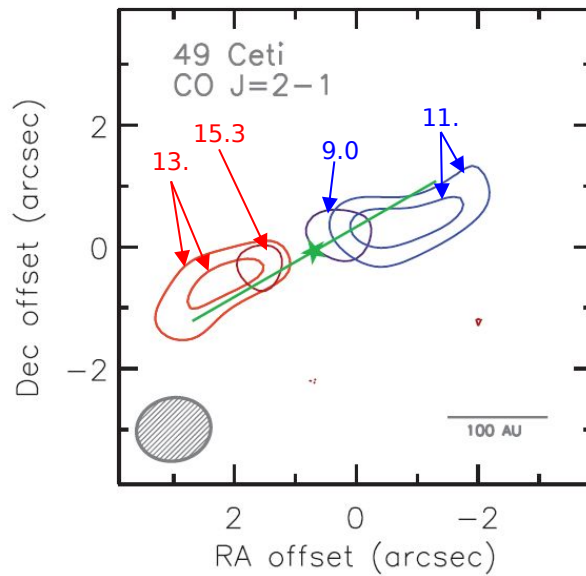 49 Ceti
CO J=2-1
11.
15.3
9.0
13.
2
0
-2
Dec offset (arcsec)
100 AU
2
0
-2
RA offset (arcsec)